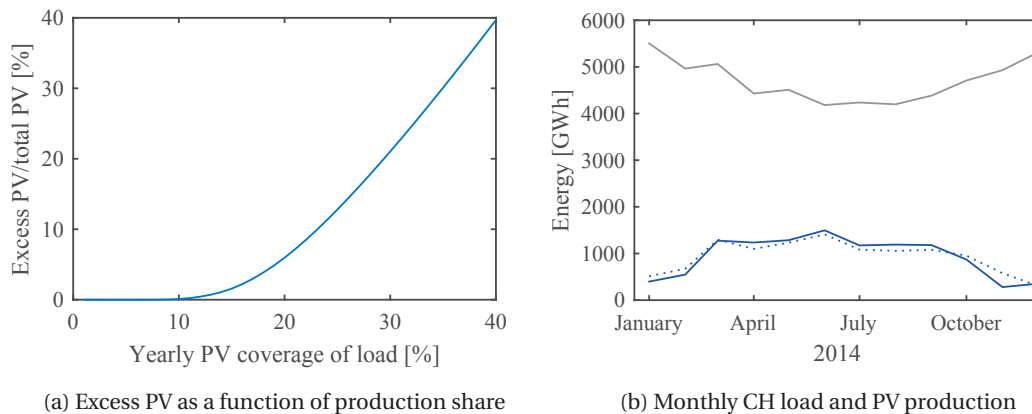 Excess PV/total PV [%]
40
30
20
10
0
0 10 20 30 40
Yearly PV coverage of load [%]
(a) Excess PV as a function of production share
Energy [GWh]
6000
5000
4000
3000
2000
1000
0
January April July October
2014
(b) Monthly CH load and PV production